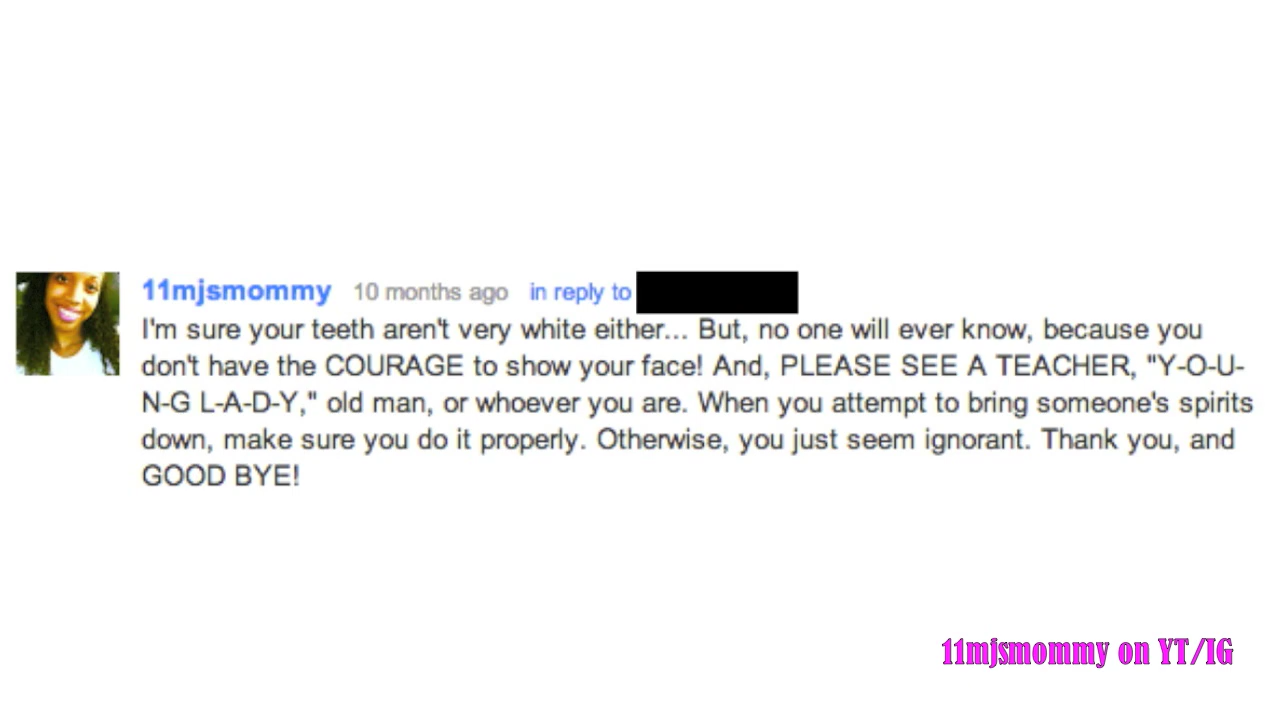 11mjsmommy 10 months ago in reply to
I'm sure your teeth aren't very white either... But, no one will ever know, because you
don't have the COURAGE to show your face! And, PLEASE SEE A TEACHER, "Y-O-U-
N-G L-A-D-Y," old man, or whoever you are. When you attempt to bring someone's spirits
down, make sure you do it properly. Otherwise, you just seem ignorant. Thank you, and
GOOD BYE!
11mjsmommy on YT/IG